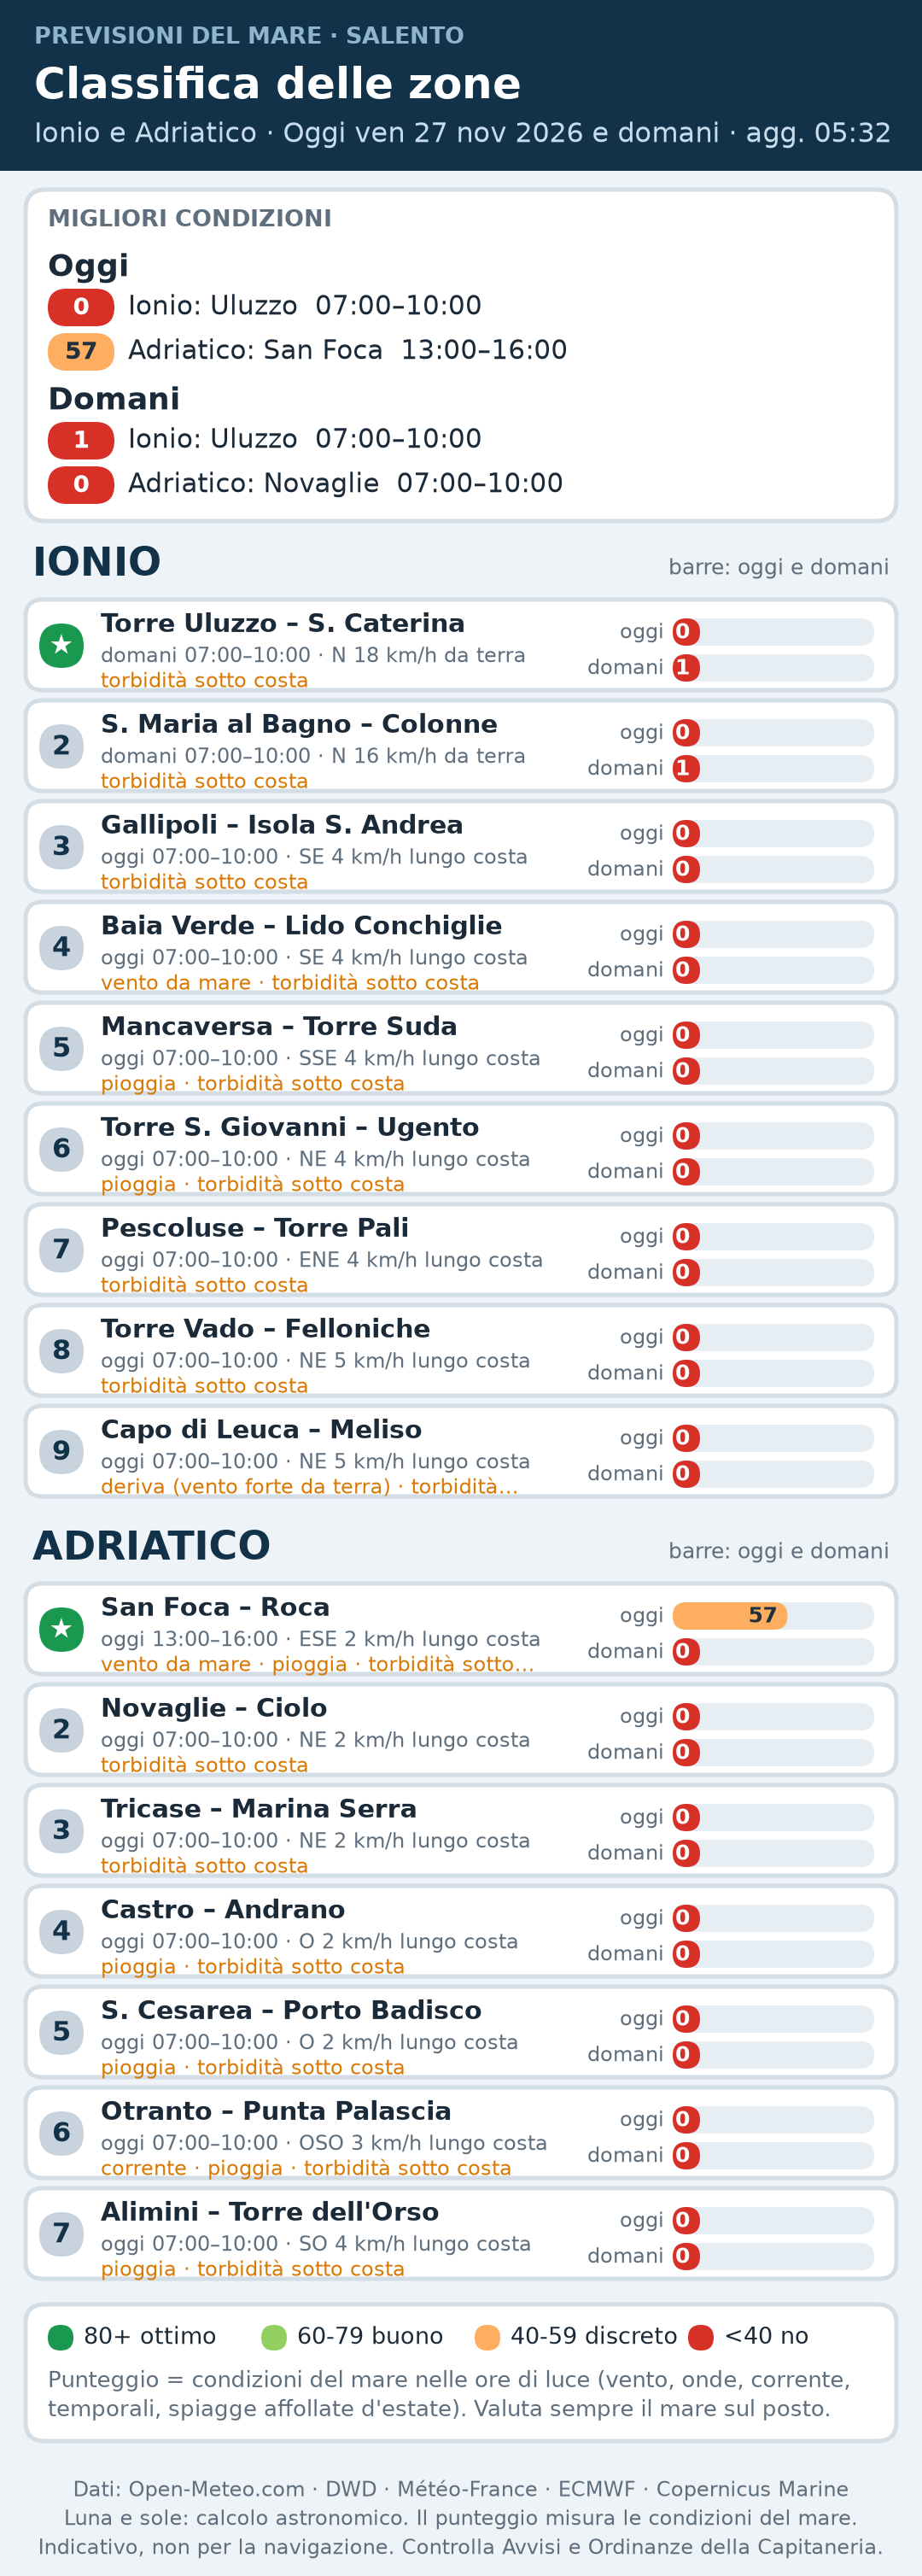 PREVISIONI DEL MARE · SALENTO
Classifica delle zone
Ionio e Adriatico · Oggi ven 27 nov 2026 e domani · agg. 05:32
MIGLIORI CONDIZIONI
Oggi
0 Ionio: Uluzzo 07:00–10:00
57 Adriatico: San Foca 13:00–16:00
Domani
1 Ionio: Uluzzo 07:00–10:00
0 Adriatico: Novaglie 07:00–10:00
IONIO barre: oggi e domani
★ Torre Uluzzo – S. Caterina oggi 0
domani 07:00–10:00 · N 18 km/h da terra domani 1
torbidità sotto costa
2 S. Maria al Bagno – Colonne oggi 0
domani 07:00–10:00 · N 16 km/h da terra domani 1
torbidità sotto costa
3 Gallipoli – Isola S. Andrea oggi 0
oggi 07:00–10:00 · SE 4 km/h lungo costa domani 0
torbidità sotto costa
4 Baia Verde – Lido Conchiglie oggi 0
oggi 07:00–10:00 · SE 4 km/h lungo costa domani 0
vento da mare · torbidità sotto costa
5 Mancaversa – Torre Suda oggi 0
oggi 07:00–10:00 · SSE 4 km/h lungo costa domani 0
pioggia · torbidità sotto costa
6 Torre S. Giovanni – Ugento oggi 0
oggi 07:00–10:00 · NE 4 km/h lungo costa domani 0
pioggia · torbidità sotto costa
7 Pescoluse – Torre Pali oggi 0
oggi 07:00–10:00 · ENE 4 km/h lungo costa domani 0
torbidità sotto costa
8 Torre Vado – Felloniche oggi 0
oggi 07:00–10:00 · NE 5 km/h lungo costa domani 0
torbidità sotto costa
9 Capo di Leuca – Meliso oggi 0
oggi 07:00–10:00 · NE 5 km/h lungo costa domani 0
deriva (vento forte da terra) · torbidità…
ADRIATICO barre: oggi e domani
★ San Foca – Roca oggi 57
oggi 13:00–16:00 · ESE 2 km/h lungo costa domani 0
vento da mare · pioggia · torbidità sotto…
2 Novaglie – Ciolo oggi 0
oggi 07:00–10:00 · NE 2 km/h lungo costa domani 0
torbidità sotto costa
3 Tricase – Marina Serra oggi 0
oggi 07:00–10:00 · NE 2 km/h lungo costa domani 0
torbidità sotto costa
4 Castro – Andrano oggi 0
oggi 07:00–10:00 · O 2 km/h lungo costa domani 0
pioggia · torbidità sotto costa
5 S. Cesarea – Porto Badisco oggi 0
oggi 07:00–10:00 · O 2 km/h lungo costa domani 0
pioggia · torbidità sotto costa
6 Otranto – Punta Palascia oggi 0
oggi 07:00–10:00 · OSO 3 km/h lungo costa domani 0
corrente · pioggia · torbidità sotto costa
7 Alimini – Torre dell'Orso oggi 0
oggi 07:00–10:00 · SO 4 km/h lungo costa domani 0
pioggia · torbidità sotto costa
80+ ottimo 60-79 buono 40-59 discreto <40 no
Punteggio = condizioni del mare nelle ore di luce (vento, onde, corrente,
temporali, spiagge affollate d'estate). Valuta sempre il mare sul posto.
Dati: Open-Meteo.com · DWD · Météo-France · ECMWF · Copernicus Marine
Luna e sole: calcolo astronomico. Il punteggio misura le condizioni del mare.
Indicativo, non per la navigazione. Controlla Avvisi e Ordinanze della Capitaneria.